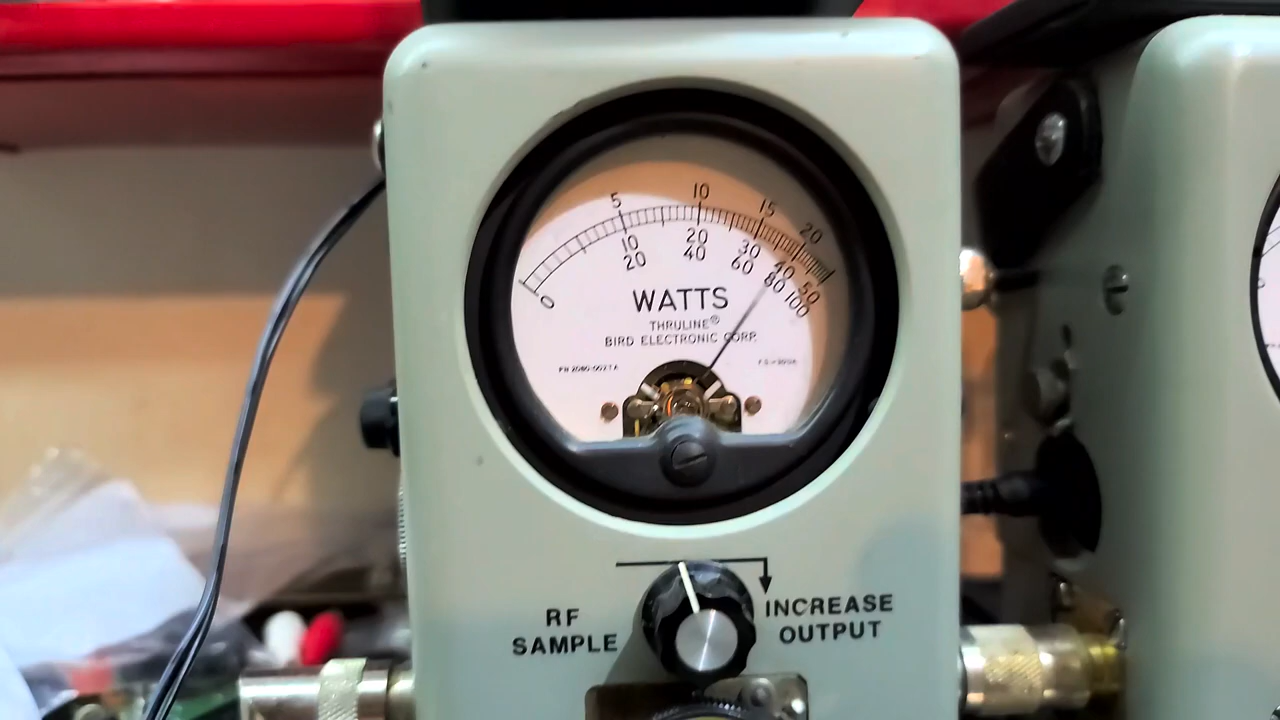 5 10 15 20
10 20 30 40 50
0 20 40 60 80 100
WATTS
THRULINE®
BIRD ELECTRONIC CORP.
RF
SAMPLE
INCREASE
OUTPUT